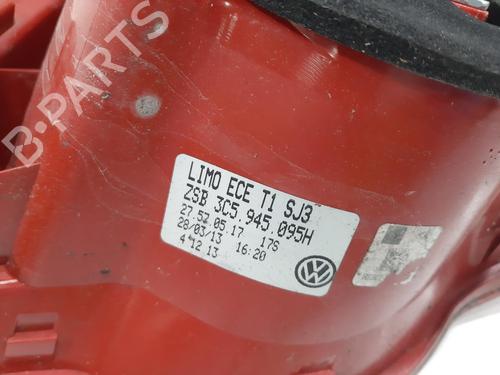 B-PARTS
LIMO ECE T1 SJ3
ZSB 3C5.945.095H
27.52.05.17 17S
28/03/13 16:20
4*12 13